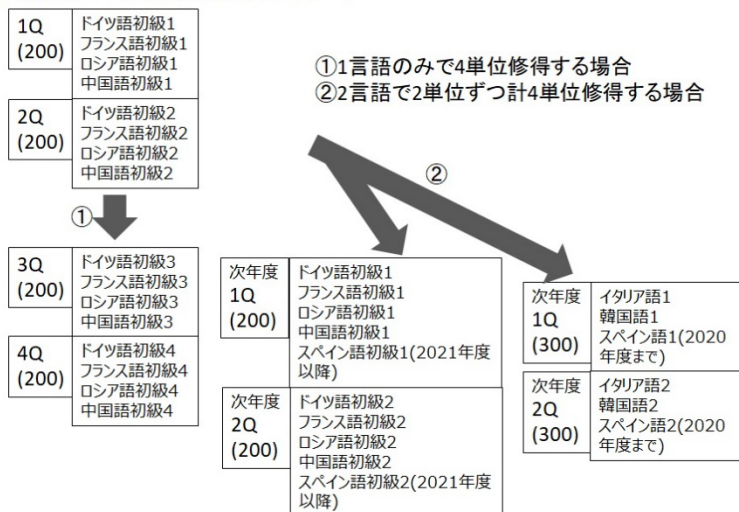 1Q
(200)
ドイツ語初級1
フランス語初級1
ロシア語初級1
中国語初級1
2Q
(200)
ドイツ語初級2
フランス語初級2
ロシア語初級2
中国語初級2
①1言語のみで4単位修得する場合
②2言語で2単位ずつ計4単位修得する場合
①
②
3Q
(200)
ドイツ語初級3
フランス語初級3
ロシア語初級3
中国語初級3
4Q
(200)
ドイツ語初級4
フランス語初級4
ロシア語初級4
中国語初級4
次年度
1Q
(200)
ドイツ語初級1
フランス語初級1
ロシア語初級1
中国語初級1
スペイン語初級1(2021年度
以降)
次年度
2Q
(200)
ドイツ語初級2
フランス語初級2
ロシア語初級2
中国語初級2
スペイン語初級2(2021年度
以降)
次年度
1Q
(300)
イタリア語1
韓国語1
スペイン語1(2020
年度まで)
次年度
2Q
(300)
イタリア語2
韓国語2
スペイン語2(2020
年度まで)